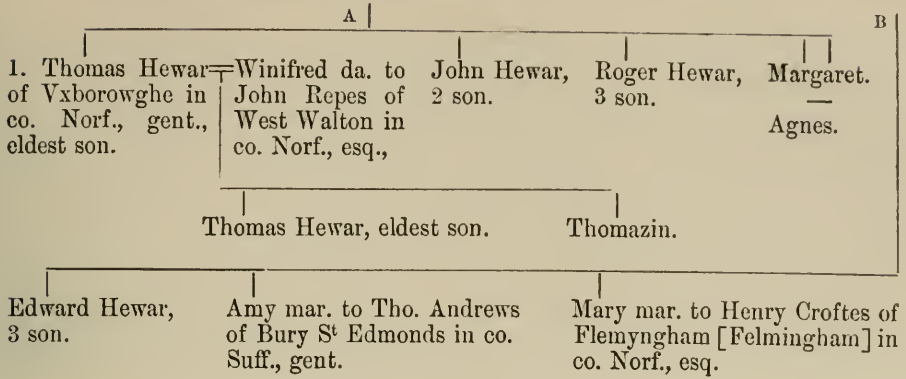 A
B
1. Thomas Hewar
of Vxborowghe in
co. Norf., gent.,
eldest son.
Winifred da. to
John Repes of
West Walton in
co. Norf., esq.,
John Hewar,
2 son.
Roger Hewar,
3 son.
Margaret.
—
Agnes.
Thomas Hewar, eldest son.
Thomazin.
Edward Hewar,
3 son.
Amy mar. to Tho. Andrews
of Bury Sᵗ Edmonds in co.
Suff., gent.
Mary mar. to Henry Croftes of
Flemyngham [Felmingham] in
co. Norf., esq.